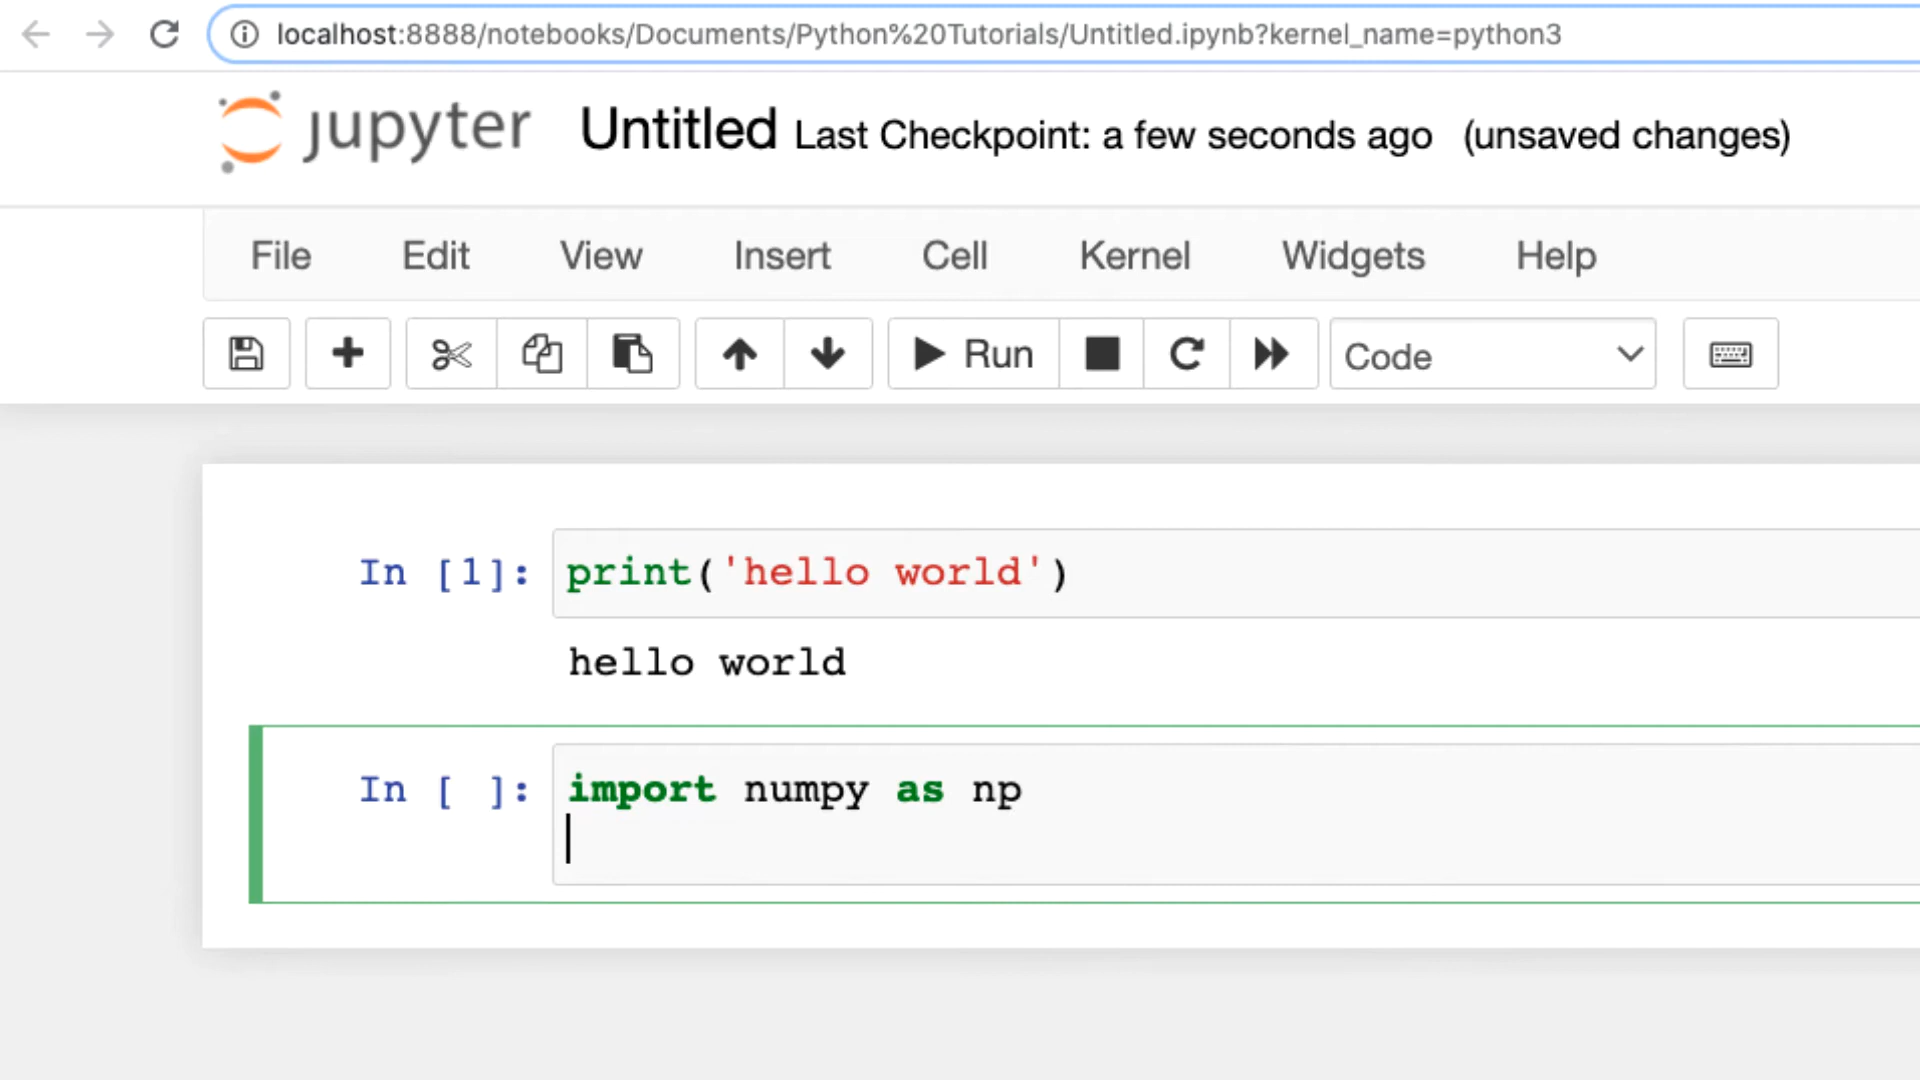 localhost:8888/notebooks/Documents/Python%20Tutorials/Untitled.ipynb?kernel_name=python3
jupyter Untitled Last Checkpoint: a few seconds ago (unsaved changes)
File Edit View Insert Cell Kernel Widgets Help
Run Code
In [1]: print('hello world')
hello world
In [ ]: import numpy as np